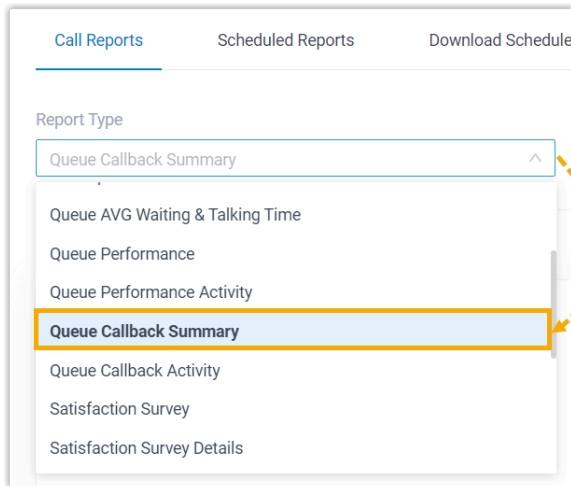 Call Reports Scheduled Reports Download Schedule
Report Type
Queue Callback Summary
Queue AVG Waiting & Talking Time
Queue Performance
Queue Performance Activity
Queue Callback Summary
Queue Callback Activity
Satisfaction Survey
Satisfaction Survey Details